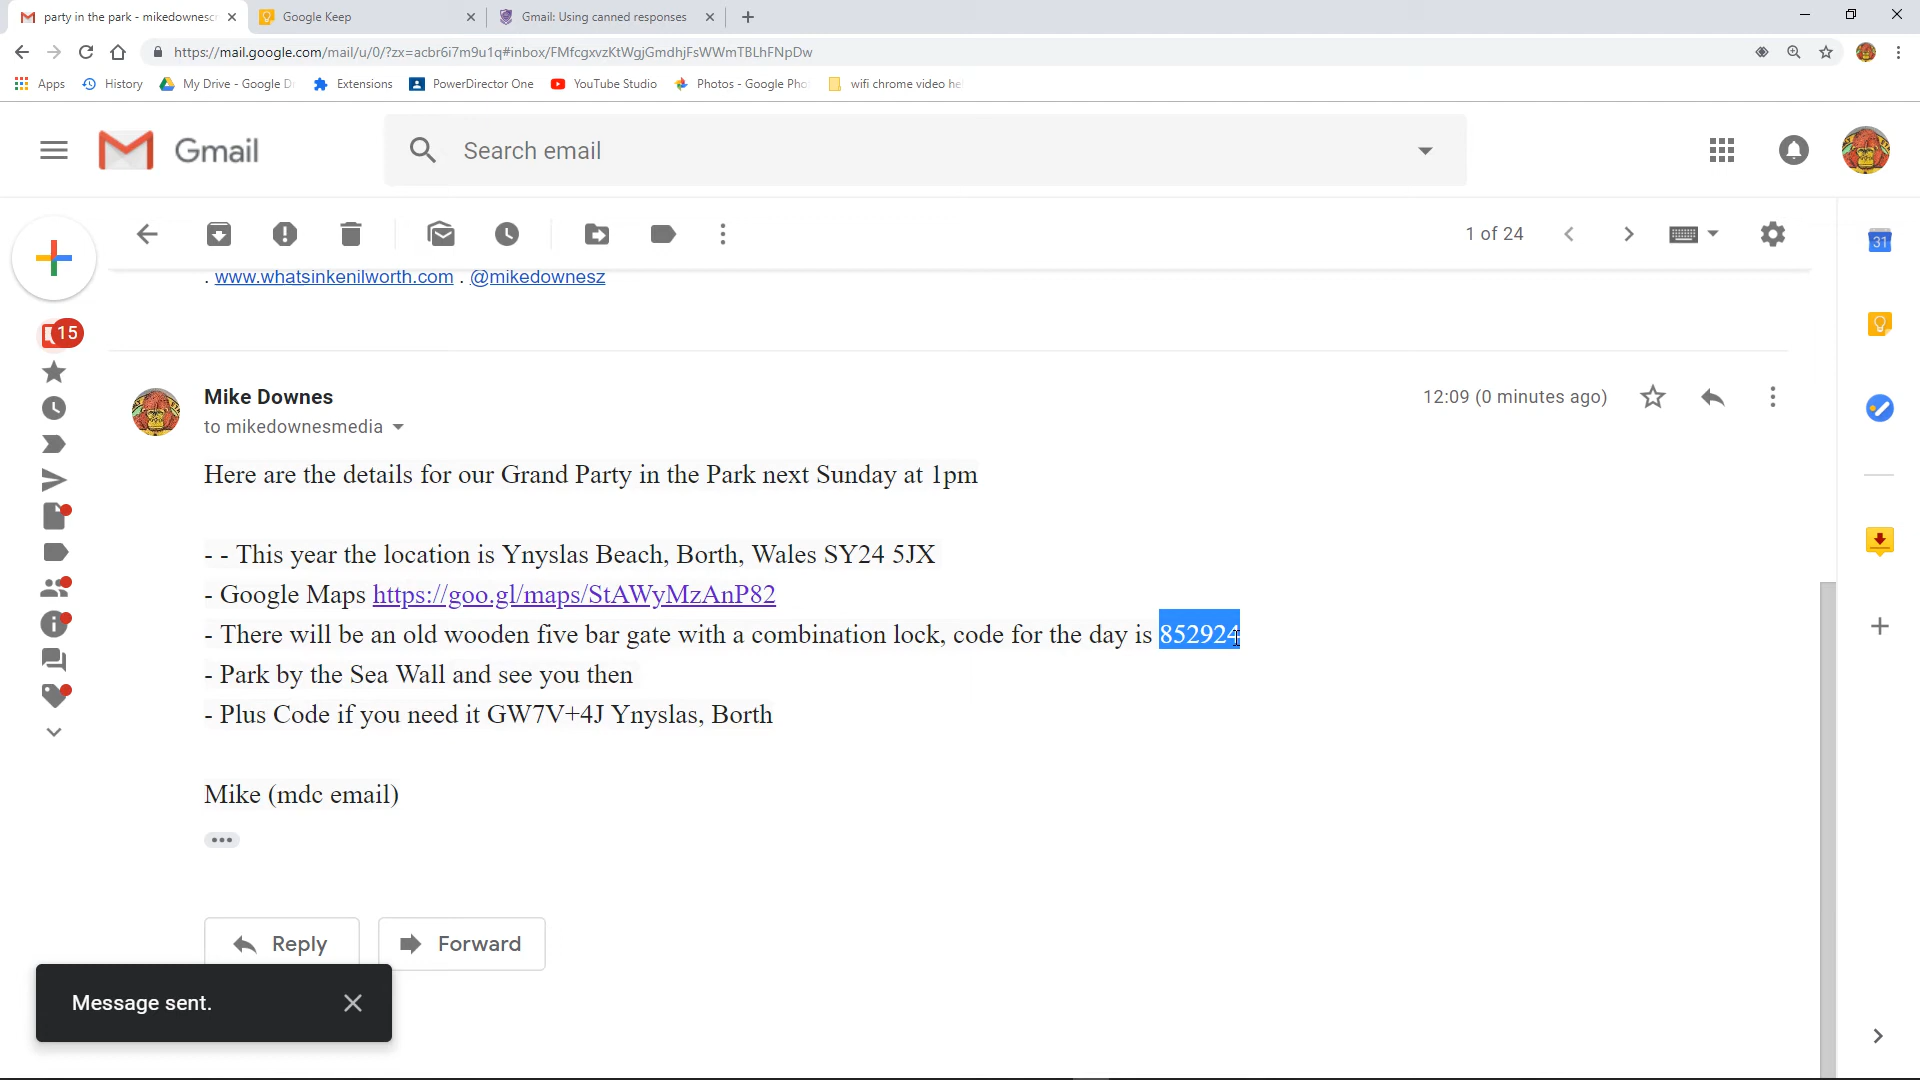 party in the park - mikedownescr
Google Keep
Gmail: Using canned responses
https://mail.google.com/mail/u/0/?zx=acbr6i7m9u1q#inbox/FMfcgxvzKtWgjGmdhjFsWWmTBLhFNpDw
Apps
History
My Drive - Google Dr
Extensions
PowerDirector One
YouTube Studio
Photos - Google Pho
wifi chrome video he
Gmail
Search email
1 of 24
31
15
. www.whatsinkenilworth.com . @mikedownesz
Mike Downes
12:09 (0 minutes ago)
to mikedownesmedia
Here are the details for our Grand Party in the Park next Sunday at 1pm
- - This year the location is Ynyslas Beach, Borth, Wales SY24 5JX
- Google Maps https://goo.gl/maps/StAWyMzAnP82
- There will be an old wooden five bar gate with a combination lock, code for the day is 852924
- Park by the Sea Wall and see you then
- Plus Code if you need it GW7V+4J Ynyslas, Borth
Mike (mdc email)
Reply
Forward
Message sent.